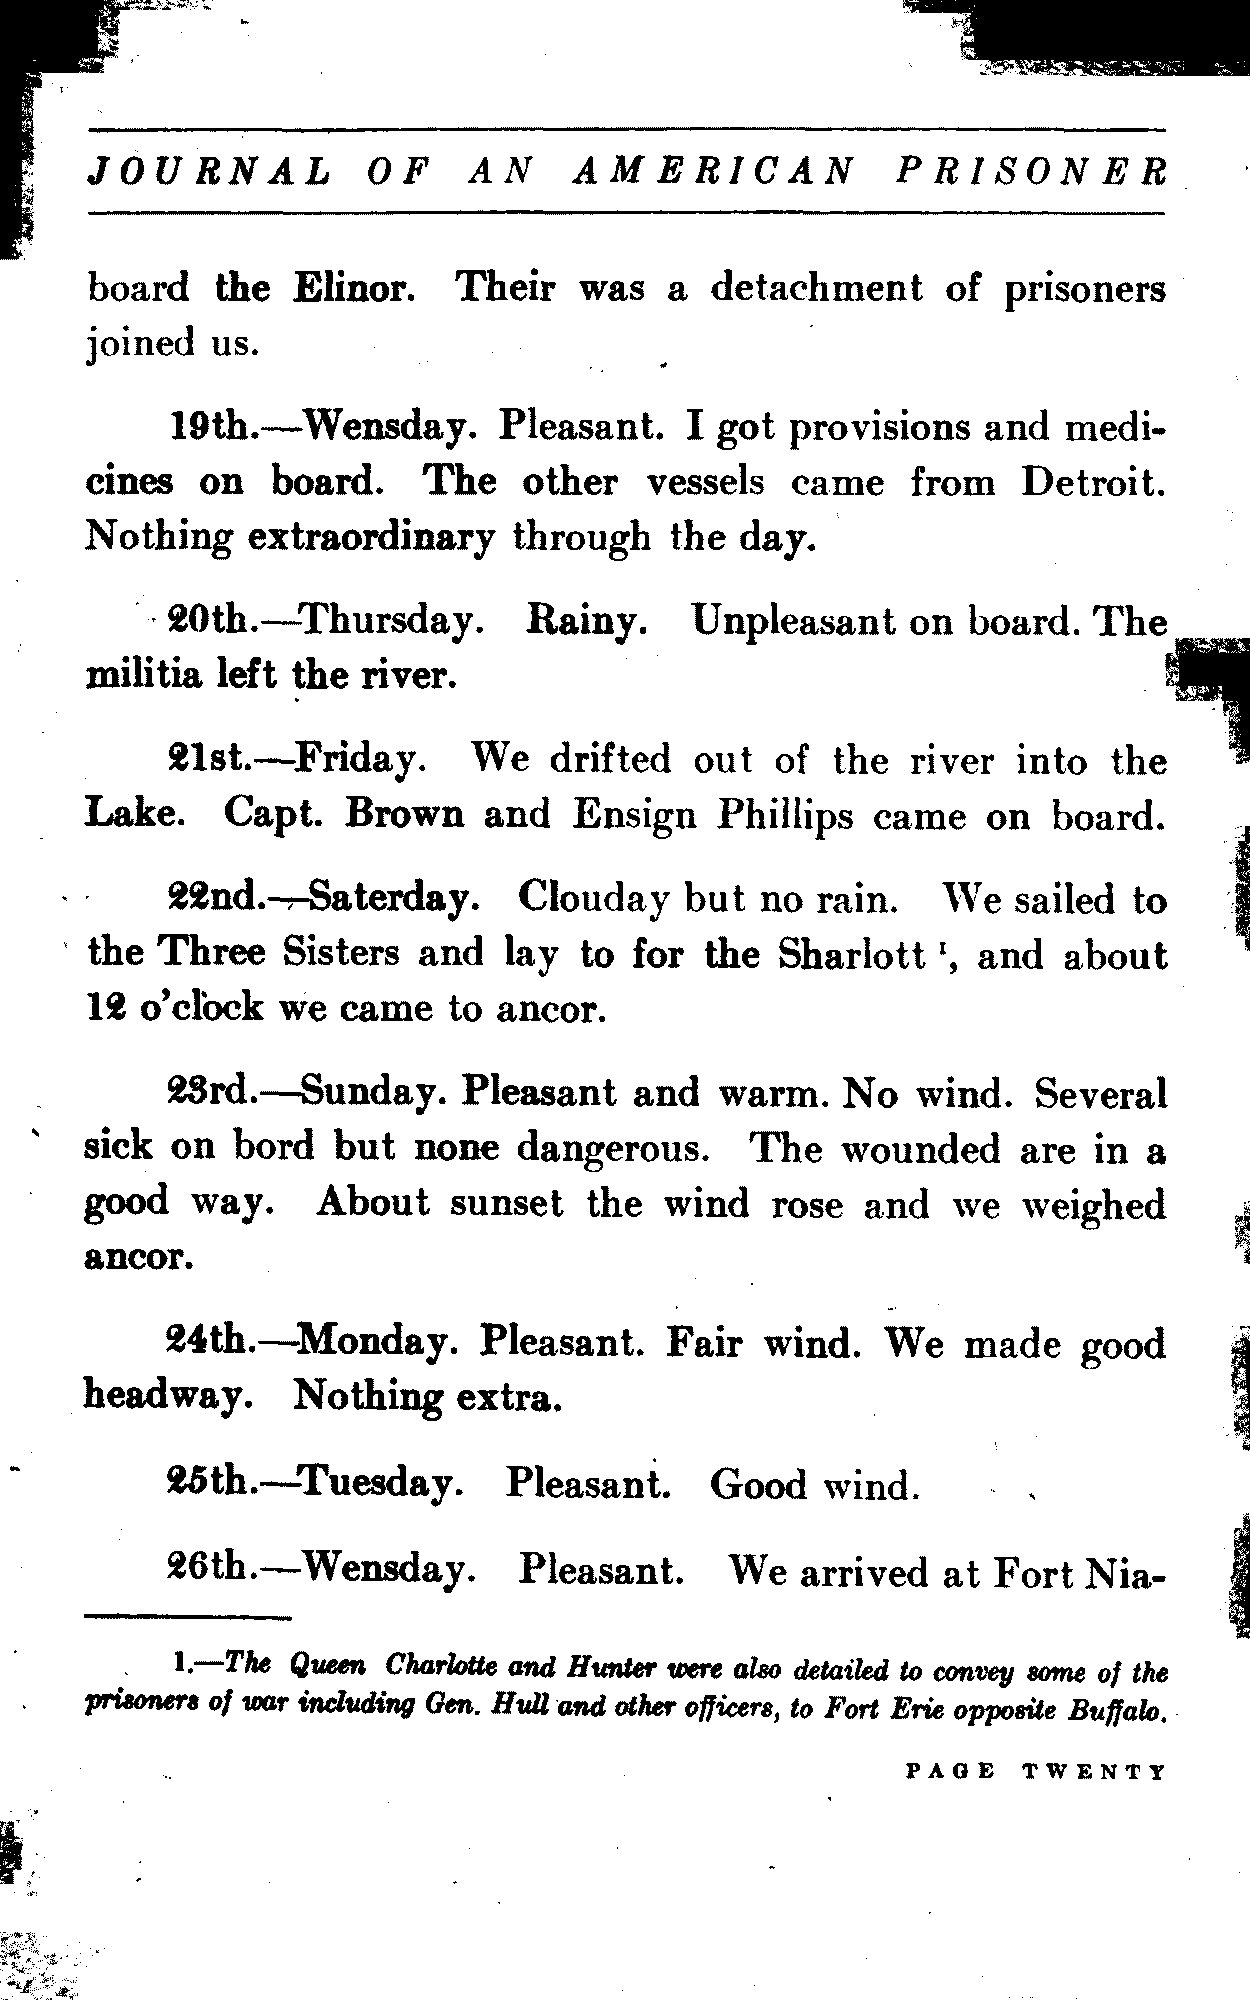 JOURNAL OF AN AMERICAN PRISONER
board the Elinor. Their was a detachment of prisoners
joined us.
19th.—Wensday. Pleasant. I got provisions and medi-
cines on board. The other vessels came from Detroit.
Nothing extraordinary through the day.
20th.—Thursday. Rainy. Unpleasant on board. The
militia left the river.
21st.—Friday. We drifted out of the river into the
Lake. Capt. Brown and Ensign Phillips came on board.
22nd.—Saterday. Clouday but no rain. We sailed to
the Three Sisters and lay to for the Sharlott ¹, and about
12 o'clock we came to ancor.
23rd.—Sunday. Pleasant and warm. No wind. Several
sick on bord but none dangerous. The wounded are in a
good way. About sunset the wind rose and we weighed
ancor.
24th.—Monday. Pleasant. Fair wind. We made good
headway. Nothing extra.
25th.—Tuesday. Pleasant. Good wind.
26th.—Wensday. Pleasant. We arrived at Fort Nia-
1.—The Queen Charlotte and Hunter were also detailed to convey some of the
prisoners of war including Gen. Hull and other officers, to Fort Erie opposite Buffalo.
PAGE TWENTY